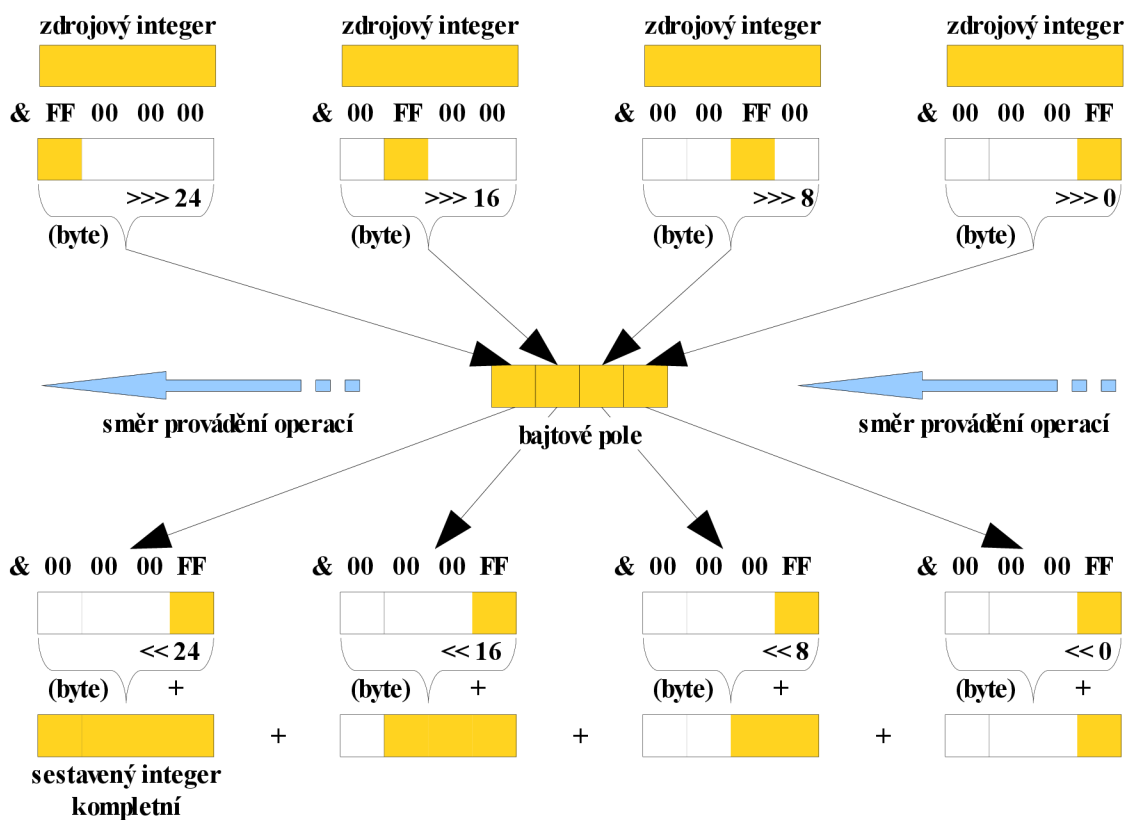 zdrojový integer zdrojový integer zdrojový integer zdrojový integer
& FF 00 00 00 & 00 FF 00 00 & 00 00 FF 00 & 00 00 00 FF
>>> 24 >>> 16 >>> 8 >>> 0
(byte) (byte) (byte) (byte)
směr provádění operací bajtové pole směr provádění operací
& 00 00 00 FF & 00 00 00 FF & 00 00 00 FF & 00 00 00 FF
<< 24 << 16 << 8 << 0
(byte) + (byte) + (byte) + (byte) +
+ + +
sestavený integer
kompletní